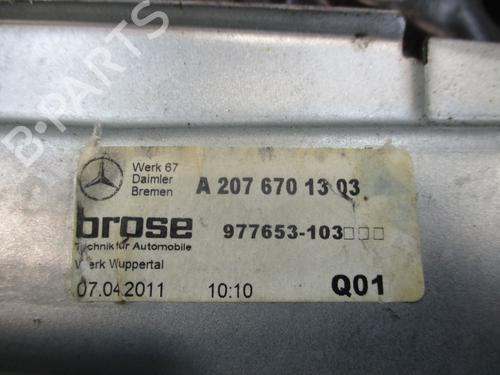 B-PARTS
Werk 67
Daimler
Bremen
A 207 670 13 03
brose
Technik für Automobile
977653-103□□□
Werk Wuppertal
07.04.2011 10:10 Q01